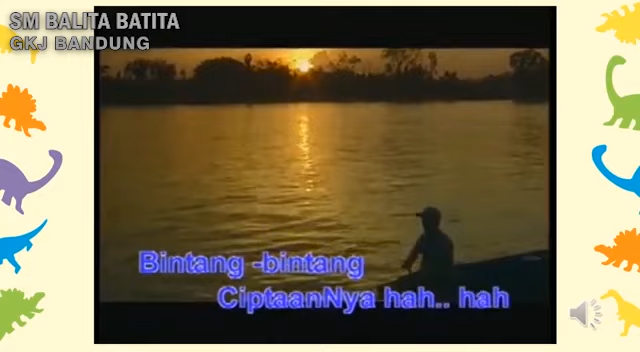 SM BALITA BATITA
GKJ BANDUNG
Bintang -bintang
CiptaanNya hah.. hah